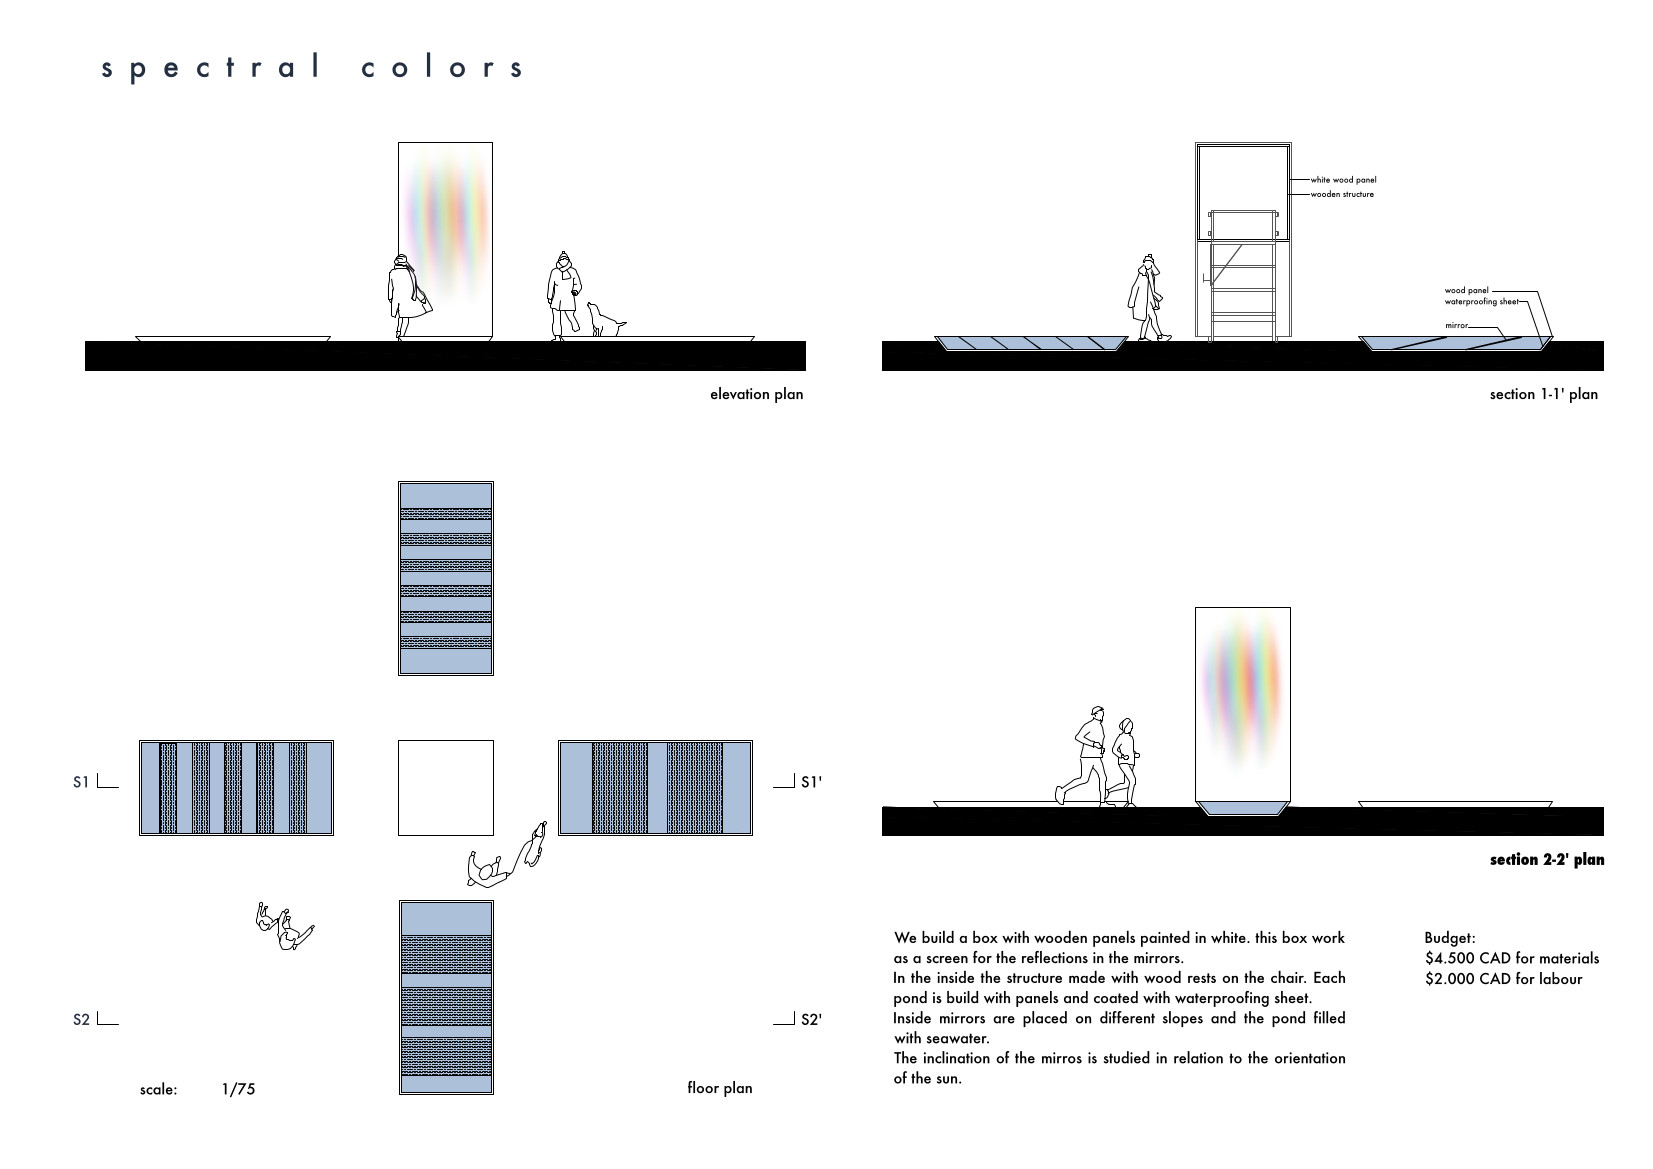 spectral colors
white wood panel
wooden structure
wood panel
waterproofing sheet
mirror
elevation plan
section 1-1' plan
S1
S1'
S2
S2'
scale: 1/75
floor plan
section 2-2' plan
We build a box with wooden panels painted in white. this box work
as a screen for the reflections in the mirrors.
In the inside the structure made with wood rests on the chair. Each
pond is build with panels and coated with waterproofing sheet.
Inside mirrors are placed on different slopes and the pond filled
with seawater.
The inclination of the mirros is studied in relation to the orientation
of the sun.
Budget:
$4.500 CAD for materials
$2.000 CAD for labour